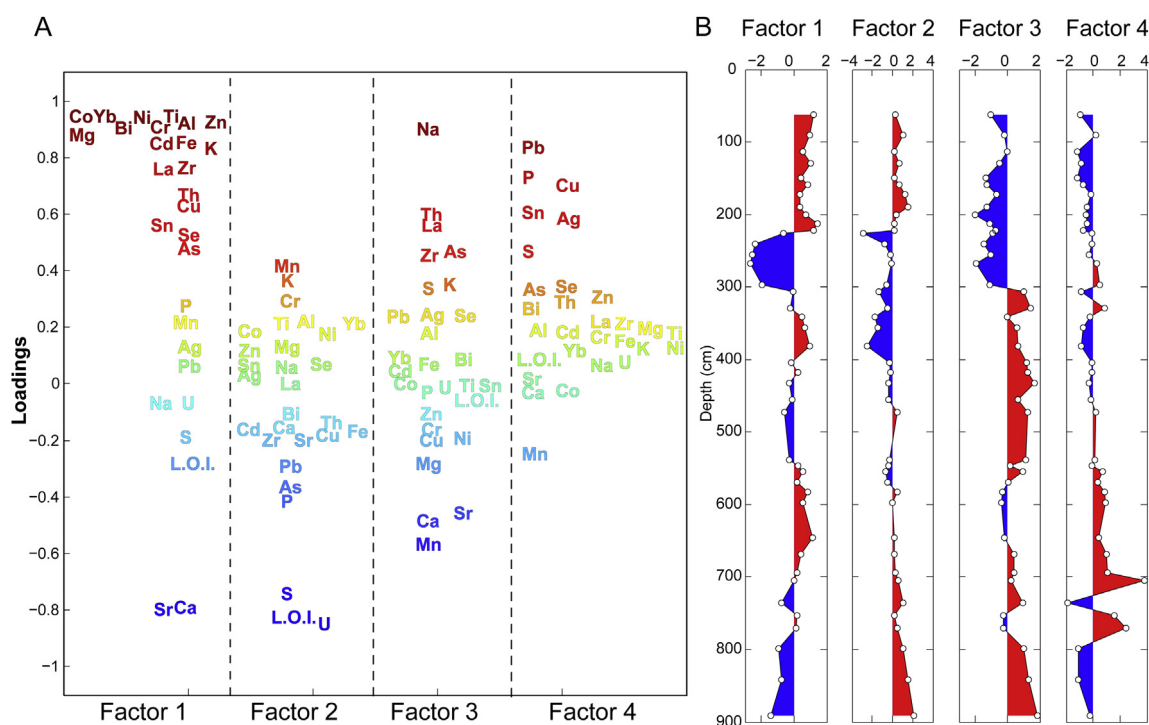 A
Loadings
1
0.8
0.6
0.4
0.2
0
−0.2
−0.4
−0.6
−0.8
−1
Co Yb Ni Ti
Bi Cr Al Zn
Mg
Cd Fe K
La Zr
Th
Cu
Sn
Se
As
P
Mn
Ag
Pb
Na U
S
L.O.I.
Sr Ca
Factor 1
Mn
K
Cr
Ti Al Yb
Co Ni
Zn Mg
Sn Na Se
Ag
La
Bi
Cd Ca Th Fe
Zr Sr Cu
Pb
As
P
S
L.O.I. U
Factor 2
Na
Th
La
Zr As
S K
Pb Ag Se
Al
Yb Fe Bi
Cd
Co P U Ti Sn
L.O.I.
Zn
Cr
Cu Ni
Mg
Ca Sr
Mn
Factor 3
Pb
P
Cu
Sn Se
S
As Se
Bi Th Zn
Al Cd La Zr Mg Ti
Cr Fe
L.O.I. Yb K Ni
Na U
Sr
Ca Co
Mn
Factor 4
B
Factor 1 Factor 2 Factor 3 Factor 4
−2 0 2 −4 −2 0 2 4 −2 0 2 −2 0 2 4
Depth (cm)
0
100
200
300
400
500
600
700
800
900